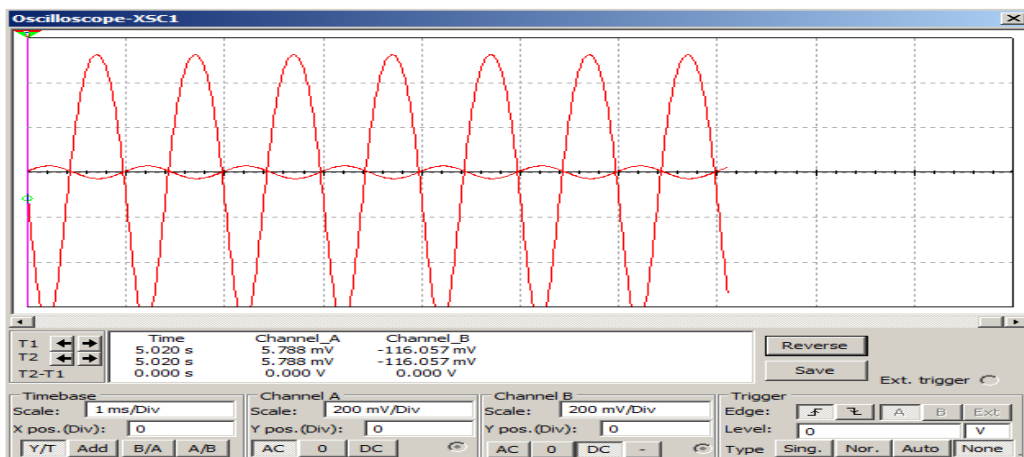 Oscilloscope-XSC1
T1
T2
T2-T1
Time Channel_A Channel_B
5.020 s 5.788 mV -116.057 mV
5.020 s 5.788 mV -116.057 mV
0.000 s 0.000 V 0.000 V
Reverse
Save
Ext. trigger
Timebase
Scale: 1 ms/Div
X pos.(Div): 0
Y/T Add B/A A/B
Channel A
Scale: 200 mV/Div
Y pos.(Div): 0
AC 0 DC
Channel B
Scale: 200 mV/Div
Y pos.(Div): 0
AC 0 DC -
Trigger
Edge: A B Ext
Level: 0 V
Type Sing. Nor. Auto None